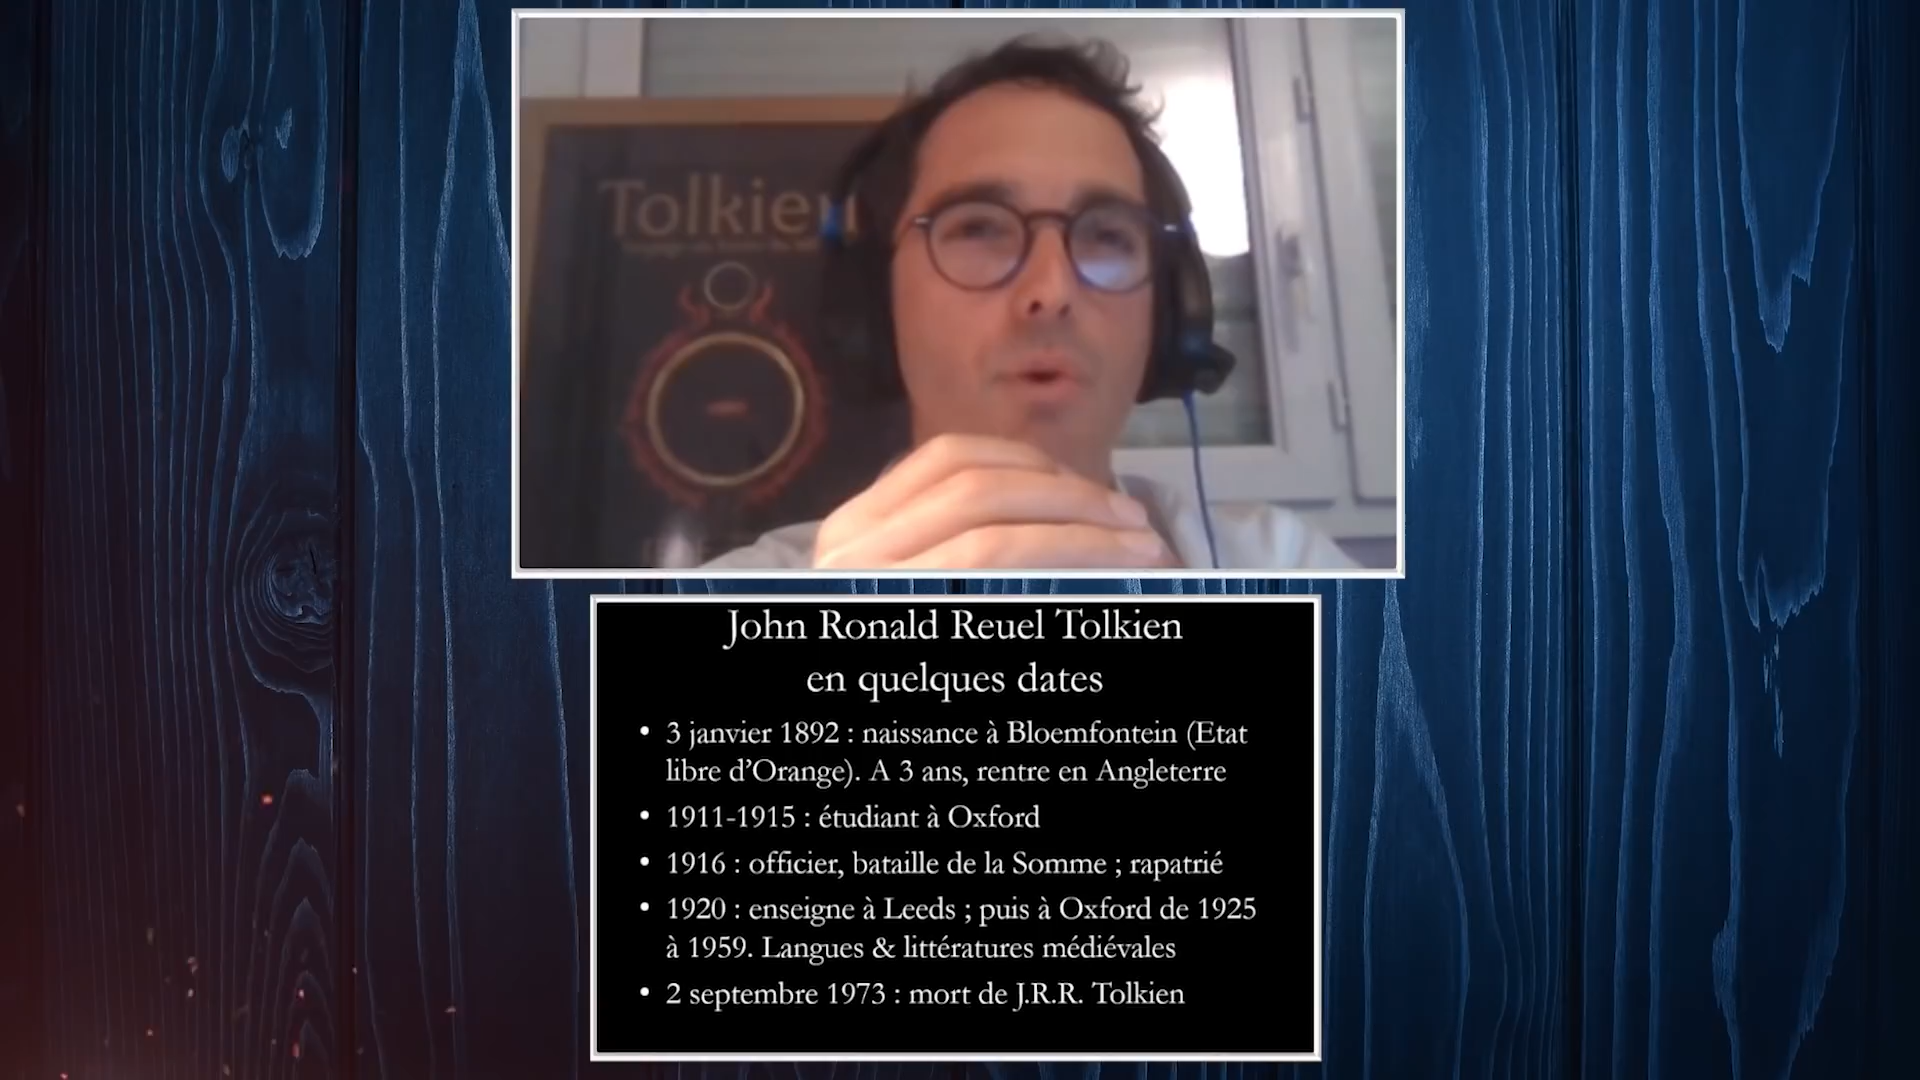 Tolkien
John Ronald Reuel Tolkien
en quelques dates
• 3 janvier 1892 : naissance à Bloemfontein (Etat
libre d’Orange). A 3 ans, rentre en Angleterre
• 1911-1915 : étudiant à Oxford
• 1916 : officier, bataille de la Somme ; rapatrié
• 1920 : enseigne à Leeds ; puis à Oxford de 1925
à 1959. Langues & littératures médiévales
• 2 septembre 1973 : mort de J.R.R. Tolkien